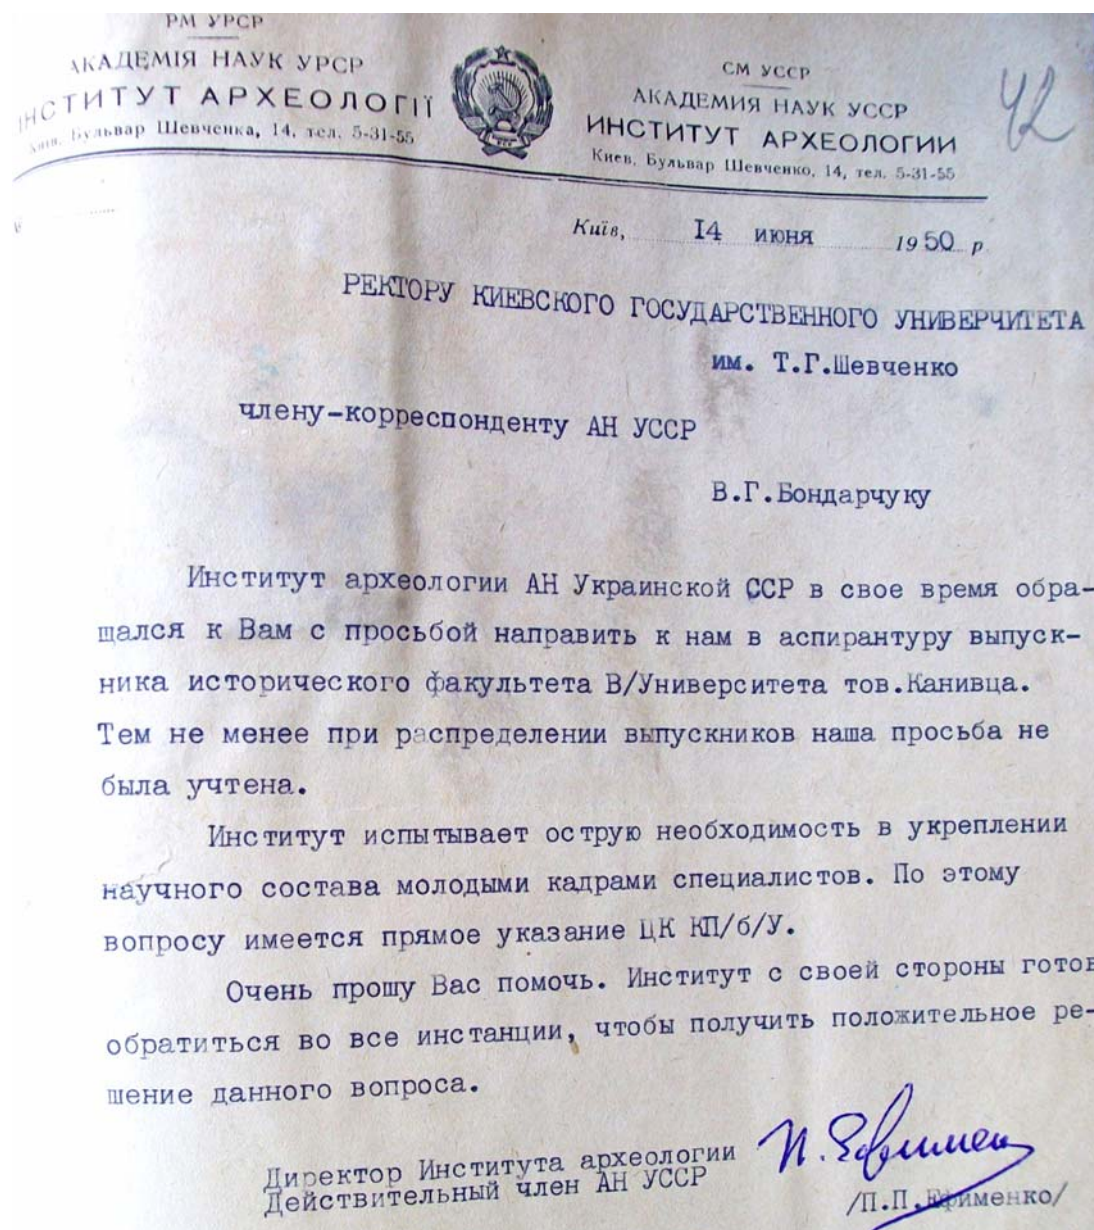 РМ УРСР
АКАДЕМІЯ НАУК УРСР
ІНСТИТУТ АРХЕОЛОГІЇ
Київ, Бульвар Шевченка, 14, тел. 5-31-55
СМ УССР
АКАДЕМИЯ НАУК УССР
ИНСТИТУТ АРХЕОЛОГИИ
Киев, Бульвар Шевченко, 14, тел. 5-31-55
42
Київ, 14 июня 1950 р.
РЕКТОРУ КИЕВСКОГО ГОСУДАРСТВЕННОГО УНИВЕРЧИТЕТА
им. Т.Г.Шевченко
члену-корреспонденту АН УССР
В.Г.Бондарчуку
Институт археологии АН Украинской ССР в свое время обра-
щался к Вам с просьбой направить к нам в аспирантуру выпуск-
ника исторического факультета В/Университета тов.Канивца.
Тем не менее при распределении выпускников наша просьба не
была учтена.
Институт испытывает острую необходимость в укреплении
научного состава молодыми кадрами специалистов. По этому
вопросу имеется прямое указание ЦК КП/б/У.
Очень прошу Вас помочь. Институт с своей стороны готов
обратиться во все инстанции, чтобы получить положительное ре-
шение данного вопроса.
Директор Института археологии
Действительный член АН УССР
П. Ефимен
/П.П.Ефименко/